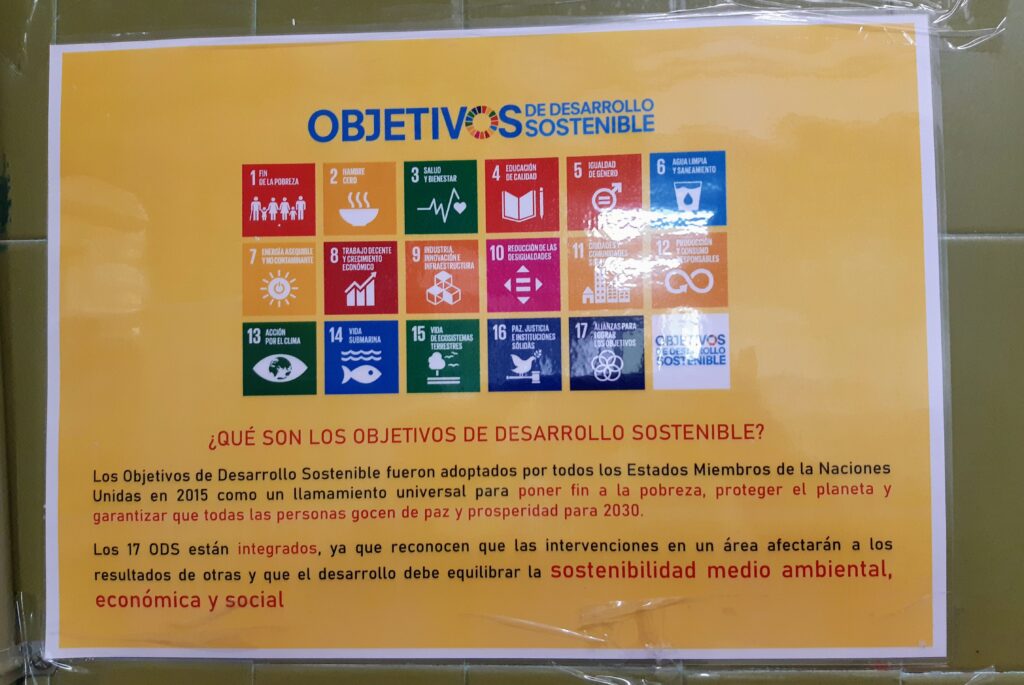 OBJETIVOS DE DESARROLLO
SOSTENIBLE
1 FIN
DE LA POBREZA
2 HAMBRE
CERO
3 SALUD
Y BIENESTAR
4 EDUCACIÓN
DE CALIDAD
5 IGUALDAD
DE GÉNERO
6 AGUA LIMPIA
Y SANEAMIENTO
7 ENERGÍA ASEQUIBLE
Y NO CONTAMINANTE
8 TRABAJO DECENTE
Y CRECIMIENTO
ECONÓMICO
9 INDUSTRIA,
INNOVACIÓN E
INFRAESTRUCTURA
10 REDUCCIÓN DE LAS
DESIGUALDADES
11 CIUDADES Y
COMUNIDADES
12 PRODUCCIÓN
Y CONSUMO
RESPONSABLES
13 ACCIÓN
POR EL CLIMA
14 VIDA
SUBMARINA
15 VIDA
DE ECOSISTEMAS
TERRESTRES
16 PAZ, JUSTICIA
E INSTITUCIONES
SÓLIDAS
17 ALIANZAS PARA
LOGRAR
LOS OBJETIVOS
OBJETIVOS
DE DESARROLLO
SOSTENIBLE
¿QUÉ SON LOS OBJETIVOS DE DESARROLLO SOSTENIBLE?
Los Objetivos de Desarrollo Sostenible fueron adoptados por todos los Estados Miembros de la Naciones
Unidas en 2015 como un llamamiento universal para poner fin a la pobreza, proteger el planeta y
garantizar que todas las personas gocen de paz y prosperidad para 2030.
Los 17 ODS están integrados, ya que reconocen que las intervenciones en un área afectarán a los
resultados de otras y que el desarrollo debe equilibrar la sostenibilidad medio ambiental,
económica y social